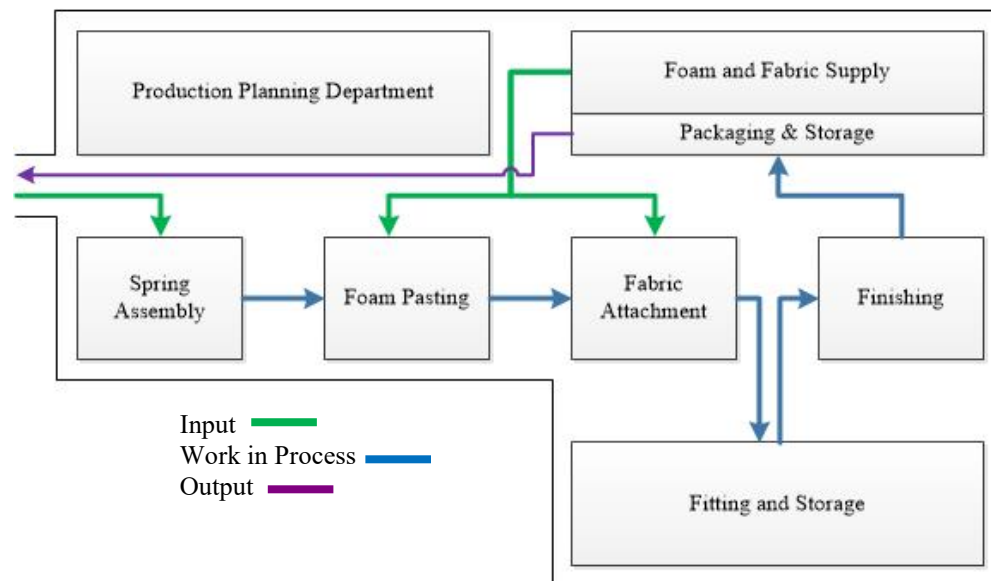 Production Planning Department
Foam and Fabric Supply
Packaging & Storage
Spring
Assembly
Foam Pasting
Fabric
Attachment
Finishing
Input
Work in Process
Output
Fitting and Storage